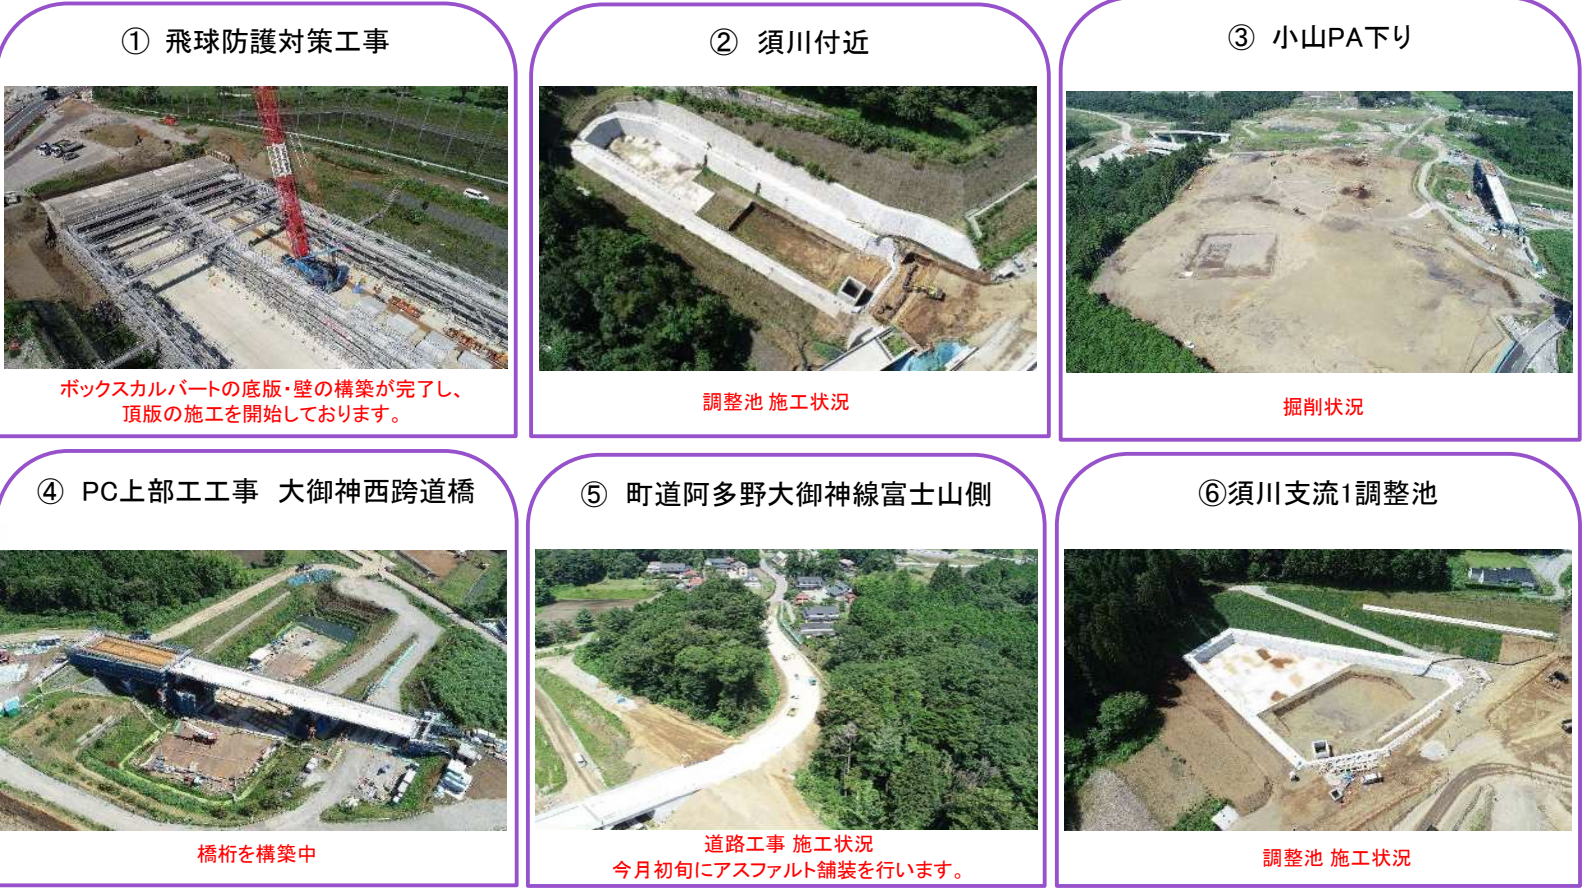 ① 飛球防護対策工事
ボックスカルバートの底版・壁の構築が完了し、
頂版の施工を開始しております。
② 須川付近
調整池 施工状況
③ 小山PA下り
掘削状況
④ PC上部工工事 大御神西跨道橋
橋桁を構築中
⑤ 町道阿多野大御神線富士山側
道路工事 施工状況
今月初旬にアスファルト舗装を行います。
⑥須川支流1調整池
調整池 施工状況